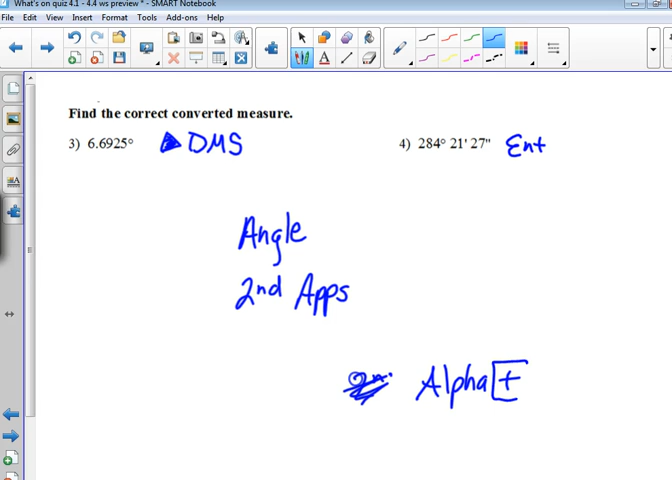 What's on quiz 4.1 - 4.4 ws preview * - SMART Notebook
File Edit View Insert Format Tools Add-ons Help
Find the correct converted measure.
3) 6.6925° ▶ DMS
4) 284° 21' 27" Ent
Angle
2nd Apps
Alpha [+